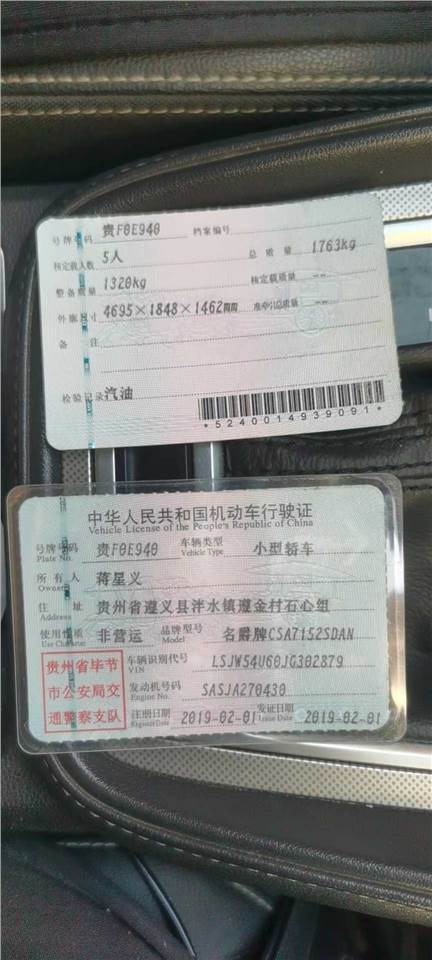 号牌号码 贵F0E940 档案编号
核定载人数 5人 总质量 1763kg
整备质量 1320kg 核定载质量 --
外廓尺寸 4695×1848×1462mm 准牵引总质量 --
备注
检验记录 汽油
*5240014939091*
中华人民共和国机动车行驶证
Vehicle License of the People's Republic of China
号牌号码 贵F0E940 车辆类型 小型轿车
Plate No. Vehicle Type
所有人 蒋星义
Owner
住址 贵州省遵义县泮水镇遵金村石心组
Address
使用性质 非营运 品牌型号 名爵牌CSA7152SDAN
Use Character Model
车辆识别代号 LSJW54U60JG302879
VIN
发动机号码 SASJA270430
Engine No.
注册日期 2019-02-01 发证日期 2019-02-01
Register Date Issue Date
贵州省毕节
市公安局交
通警察支队